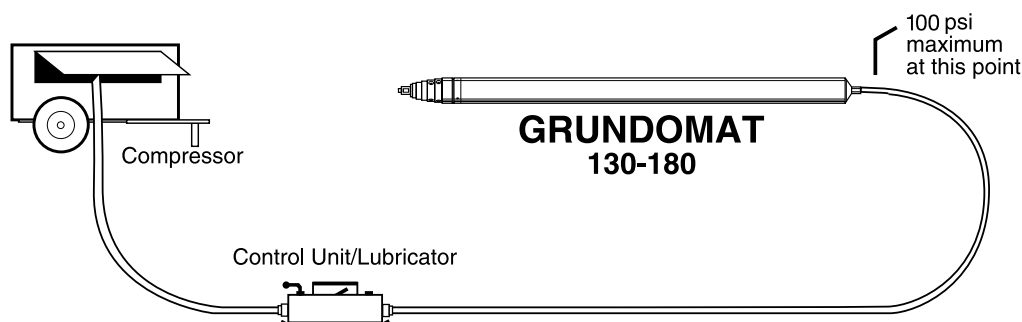 100 psi
maximum
at this point
GRUNDOMAT
130-180
Compressor
Control Unit/Lubricator